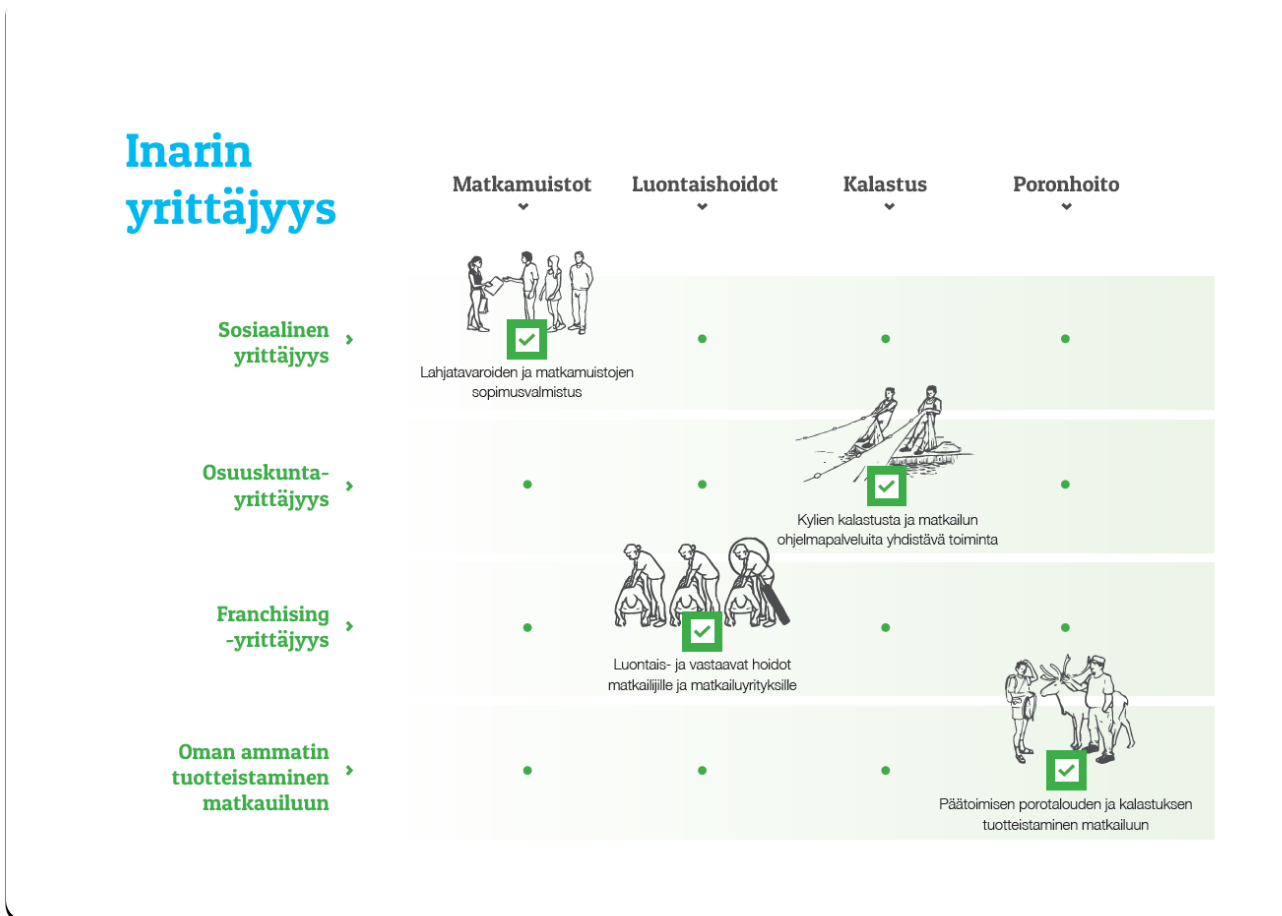 Inarin
yrittäjyys
Matkamuistot
Luontaishoidot
Kalastus
Poronhoito
Sosiaalinen
yrittäjyys
Lahjatavaroiden ja matkamuistojen
sopimusvalmistus
Osuuskunta-
yrittäjyys
Kylien kalastusta ja matkailun
ohjelmapalveluita yhdistävä toiminta
Franchising
-yrittäjyys
Luontais- ja vastaavat hoidot
matkailijille ja matkailuyrityksille
Oman ammatin
tuotteistaminen
matkauiluun
Päätoimisen porotalouden ja kalastuksen
tuotteistaminen matkailuun